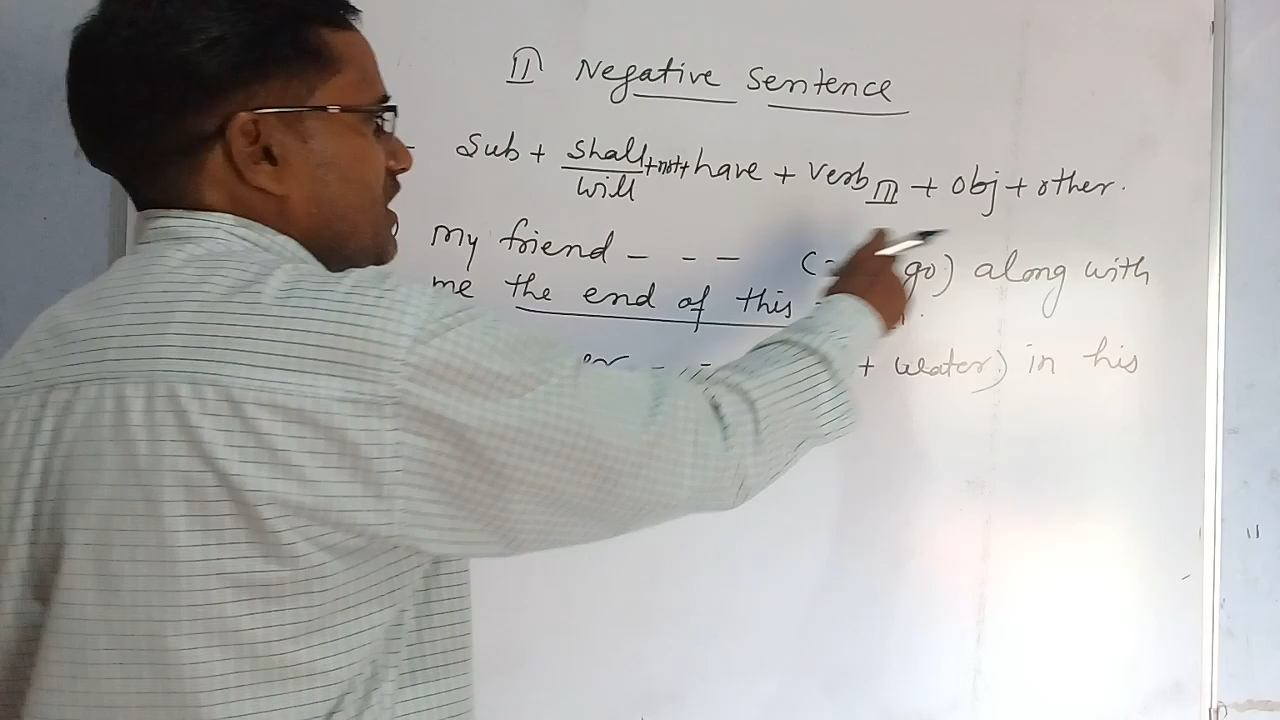 II Negative Sentence
Sub + shall/will + not + have + verb III + obj + other.
My friend - - - (- go) along with
me the end of this
or - - + water) in his